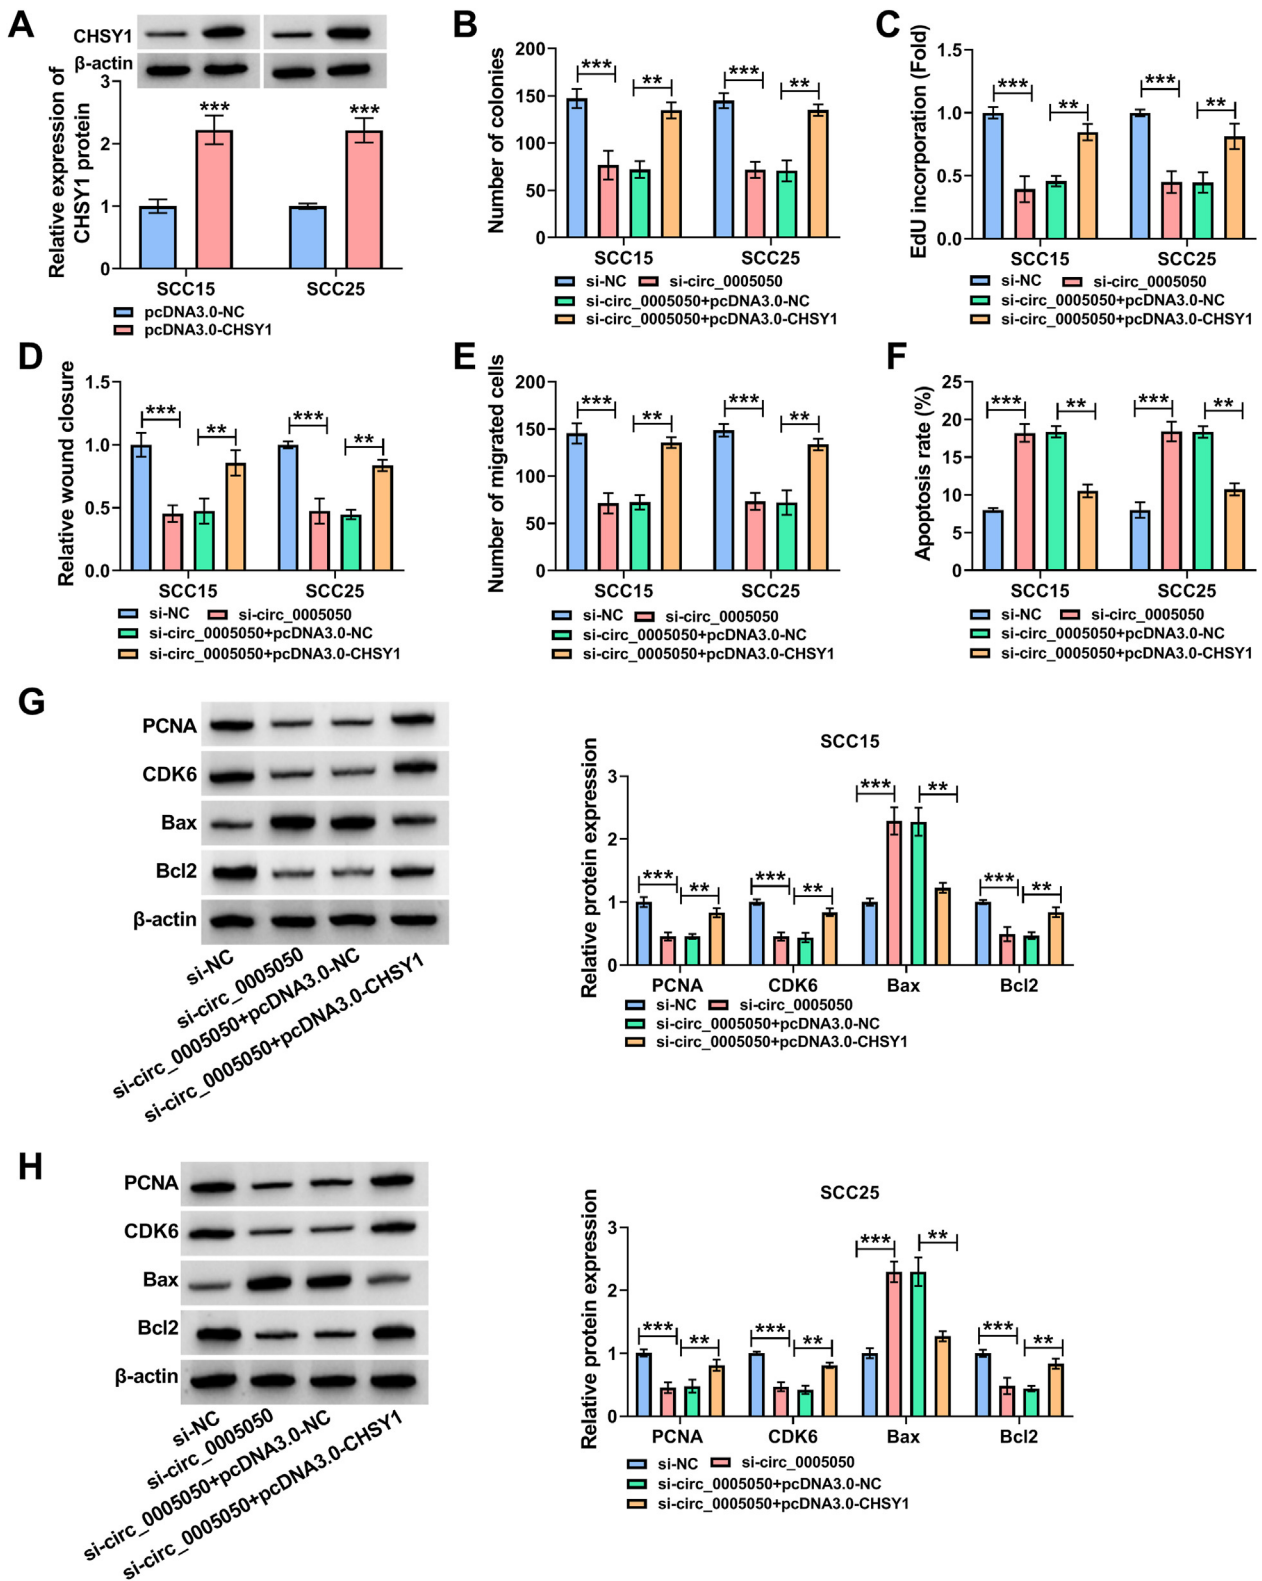 A
CHSY1
β-actin
Relative expression of
CHSY1 protein
3
2
1
0
*** ***
SCC15 SCC25
pcDNA3.0-NC
pcDNA3.0-CHSY1
B
Number of colonies
200
150
100
50
0
*** ** *** **
SCC15 SCC25
si-NC si-circ_0005050
si-circ_0005050+pcDNA3.0-NC
si-circ_0005050+pcDNA3.0-CHSY1
C
EdU incorporation (Fold)
1.5
1.0
0.5
0.0
*** ** *** **
SCC15 SCC25
si-NC si-circ_0005050
si-circ_0005050+pcDNA3.0-NC
si-circ_0005050+pcDNA3.0-CHSY1
D
Relative wound closure
1.5
1.0
0.5
0.0
*** ** *** **
SCC15 SCC25
si-NC si-circ_0005050
si-circ_0005050+pcDNA3.0-NC
si-circ_0005050+pcDNA3.0-CHSY1
E
Number of migrated cells
200
150
100
50
0
*** ** *** **
SCC15 SCC25
si-NC si-circ_0005050
si-circ_0005050+pcDNA3.0-NC
si-circ_0005050+pcDNA3.0-CHSY1
F
Apoptosis rate (%)
25
20
15
10
5
0
*** ** *** **
SCC15 SCC25
si-NC si-circ_0005050
si-circ_0005050+pcDNA3.0-NC
si-circ_0005050+pcDNA3.0-CHSY1
G
PCNA
CDK6
Bax
Bcl2
β-actin
si-NC
si-circ_0005050
si-circ_0005050+pcDNA3.0-NC
si-circ_0005050+pcDNA3.0-CHSY1
SCC15
Relative protein expression
3
2
1
0
*** ** *** ** *** ** *** **
PCNA CDK6 Bax Bcl2
si-NC si-circ_0005050
si-circ_0005050+pcDNA3.0-NC
si-circ_0005050+pcDNA3.0-CHSY1
H
PCNA
CDK6
Bax
Bcl2
β-actin
si-NC
si-circ_0005050
si-circ_0005050+pcDNA3.0-NC
si-circ_0005050+pcDNA3.0-CHSY1
SCC25
Relative protein expression
3
2
1
0
*** ** *** ** *** ** *** **
PCNA CDK6 Bax Bcl2
si-NC si-circ_0005050
si-circ_0005050+pcDNA3.0-NC
si-circ_0005050+pcDNA3.0-CHSY1